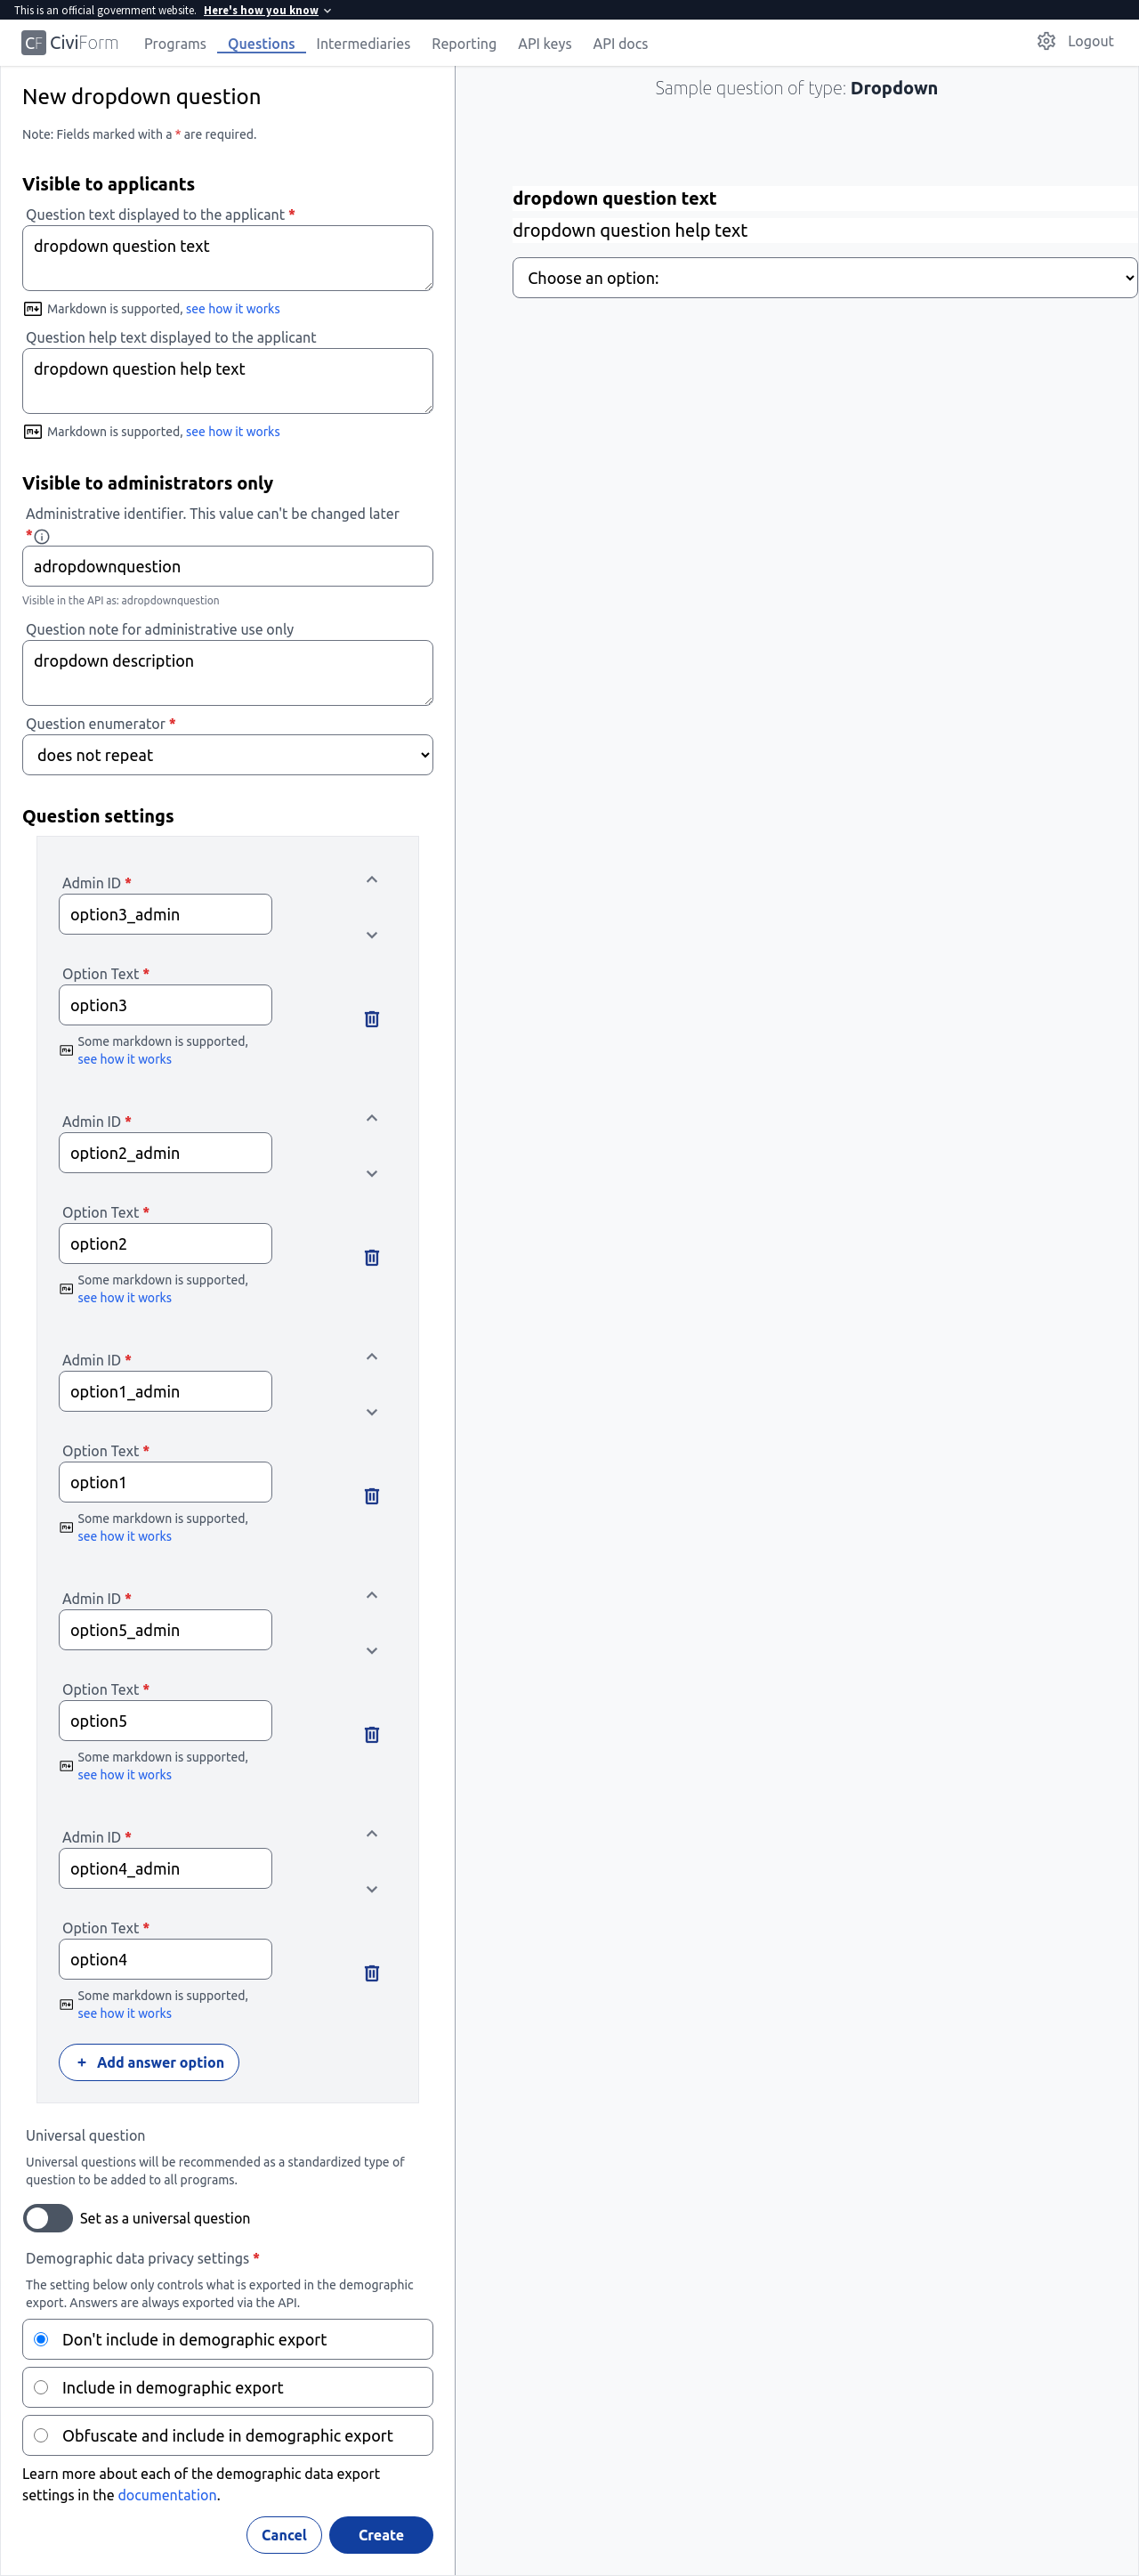 This is an official government website. Here's how you know
CF CiviForm Programs Questions Intermediaries Reporting API keys API docs Logout
New dropdown question
Note: Fields marked with a * are required.
Visible to applicants
Question text displayed to the applicant *
dropdown question text
Markdown is supported, see how it works
Question help text displayed to the applicant
dropdown question help text
Markdown is supported, see how it works
Visible to administrators only
Administrative identifier. This value can't be changed later
*
adropdownquestion
Visible in the API as: adropdownquestion
Question note for administrative use only
dropdown description
Question enumerator *
does not repeat
Question settings
Admin ID *
option3_admin
Option Text *
option3
Some markdown is supported,
see how it works
Admin ID *
option2_admin
Option Text *
option2
Some markdown is supported,
see how it works
Admin ID *
option1_admin
Option Text *
option1
Some markdown is supported,
see how it works
Admin ID *
option5_admin
Option Text *
option5
Some markdown is supported,
see how it works
Admin ID *
option4_admin
Option Text *
option4
Some markdown is supported,
see how it works
+ Add answer option
Universal question
Universal questions will be recommended as a standardized type of
question to be added to all programs.
Set as a universal question
Demographic data privacy settings *
The setting below only controls what is exported in the demographic
export. Answers are always exported via the API.
Don't include in demographic export
Include in demographic export
Obfuscate and include in demographic export
Learn more about each of the demographic data export
settings in the documentation.
Cancel Create
Sample question of type: Dropdown
dropdown question text
dropdown question help text
Choose an option: